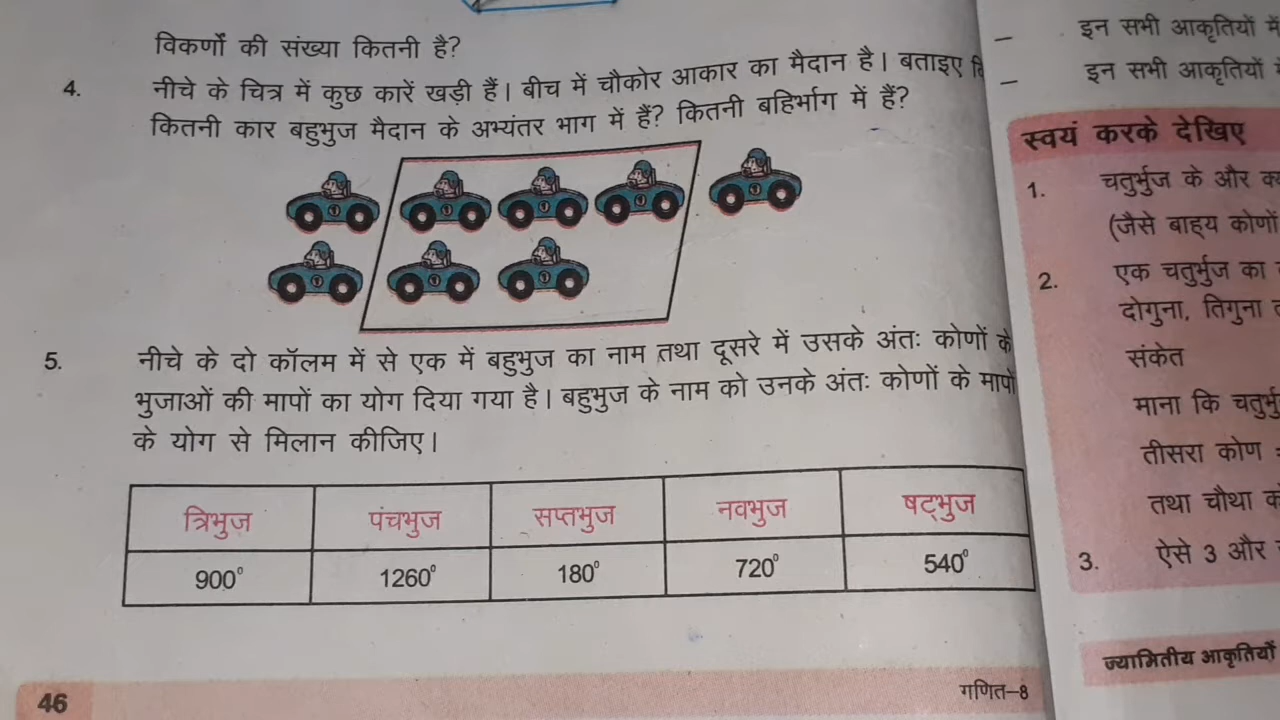 विकर्णों की संख्या कितनी है?
4. नीचे के चित्र में कुछ कारें खड़ी हैं। बीच में चौकोर आकार का मैदान है। बताइए
कितनी कार बहुभुज मैदान के अभ्यंतर भाग में हैं? कितनी बहिर्भाग में हैं?
5. नीचे के दो कॉलम में से एक में बहुभुज का नाम तथा दूसरे में उसके अंतः कोणों के
भुजाओं की मापों का योग दिया गया है। बहुभुज के नाम को उनके अंतः कोणों के मापों
के योग से मिलान कीजिए।
त्रिभुज पंचभुज सप्तभुज नवभुज षट्भुज
900° 1260° 180° 720° 540°
46
गणित–8
– इन सभी आकृतियों में
– इन सभी आकृतियों
स्वयं करके देखिए
1. चतुर्भुज के और
(जैसे बाह्य कोणों
2. एक चतुर्भुज का
दोगुना, तिगुना
संकेत
माना कि
तीसरा कोण
तथा चौथा
3. ऐसे 3 और
ज्यामितीय आकृतियों